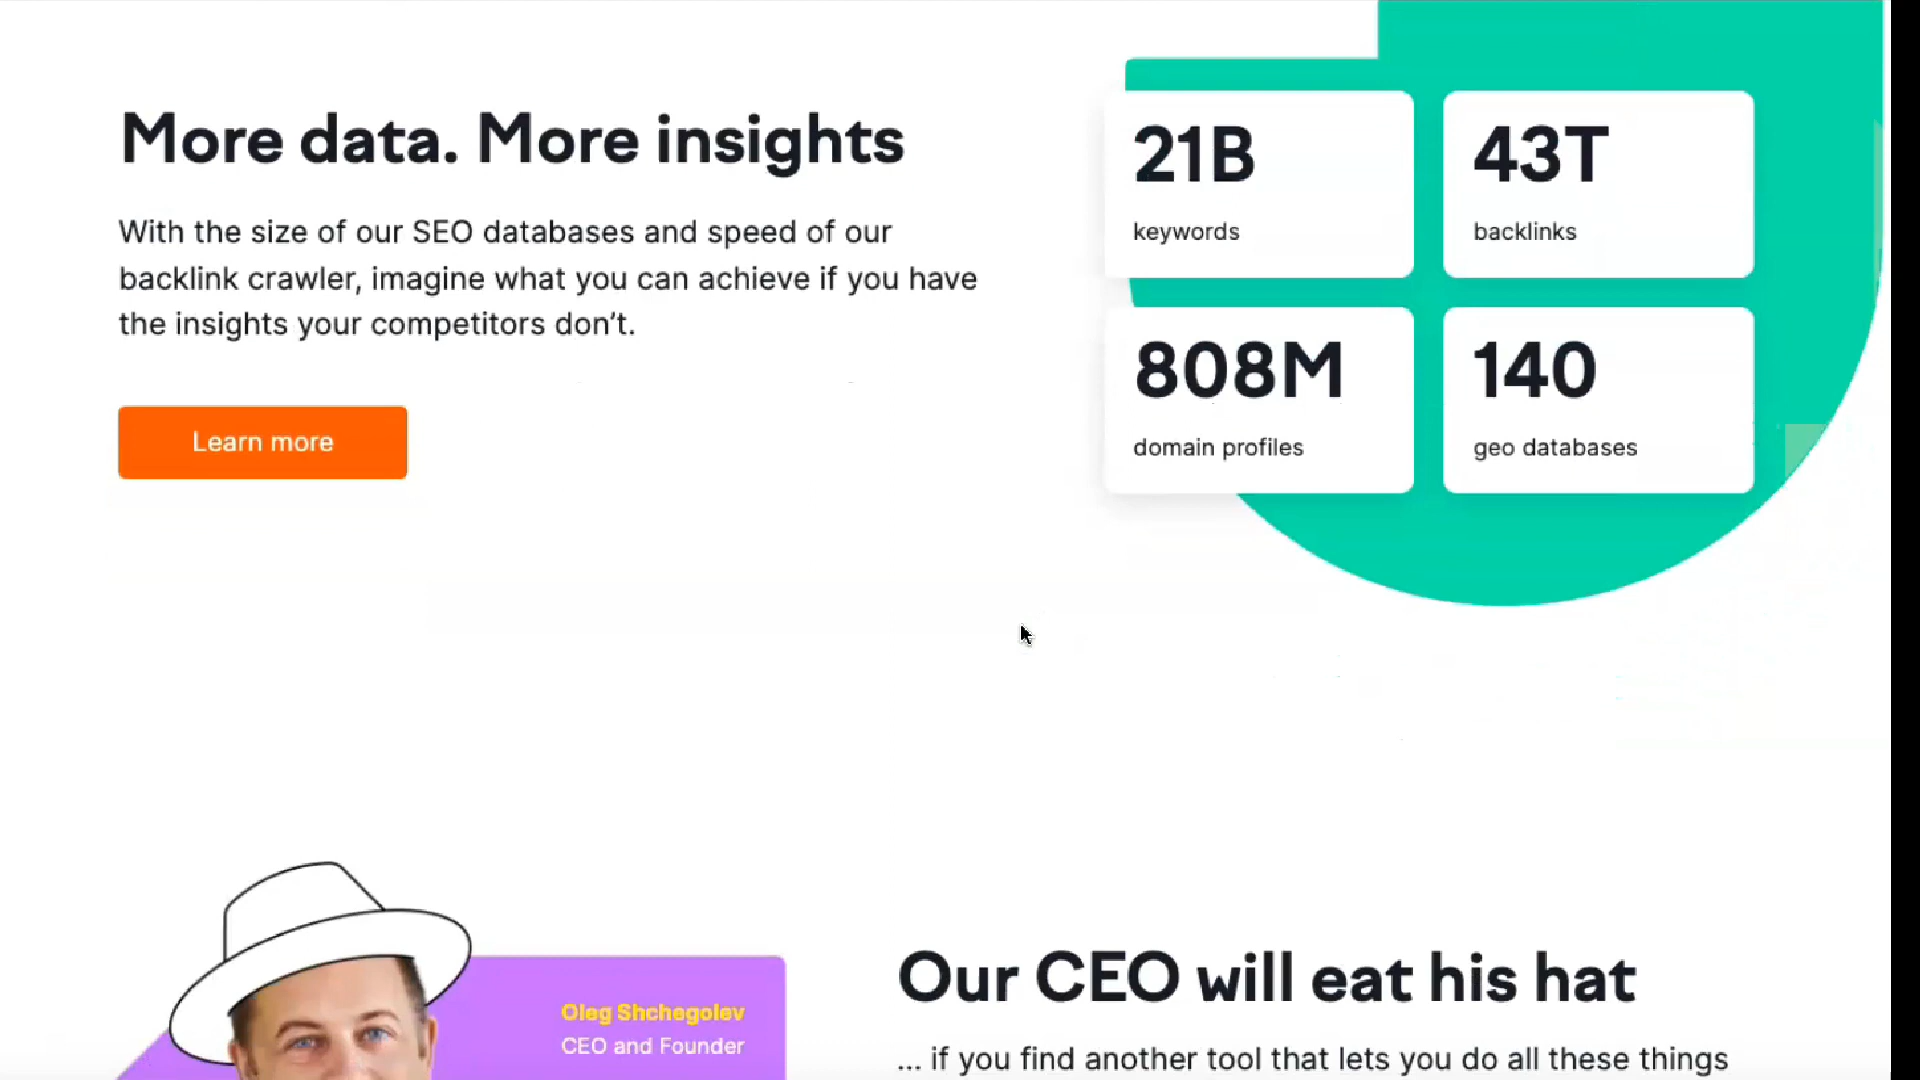 More data. More insights
With the size of our SEO databases and speed of our
backlink crawler, imagine what you can achieve if you have
the insights your competitors don’t.
Learn more
21B
keywords
43T
backlinks
808M
domain profiles
140
geo databases
Oleg Shchegolev
CEO and Founder
Our CEO will eat his hat
... if you find another tool that lets you do all these things